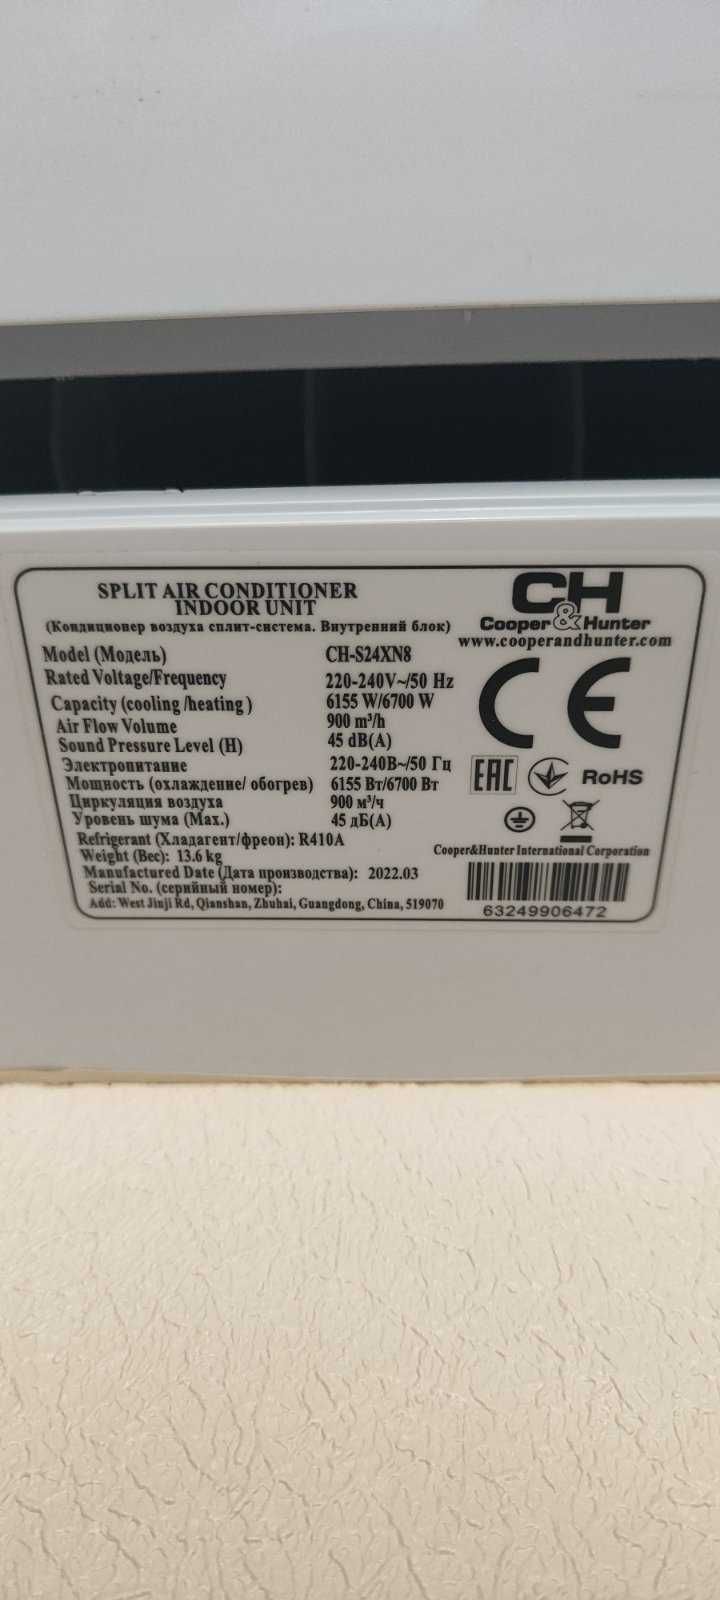 SPLIT AIR CONDITIONER
INDOOR UNIT
(Кондиционер воздуха сплит-система. Внутренний блок)
CH
Cooper&Hunter
www.cooperandhunter.com
Model (Модель) CH-S24XN8
Rated Voltage/Frequency 220-240V~/50 Hz
Capacity (cooling /heating ) 6155 W/6700 W
Air Flow Volume 900 m³/h
Sound Pressure Level (H) 45 dB(A)
Электропитание 220-240В~/50 Гц
Мощность (охлаждение/ обогрев) 6155 Вт/6700 Вт
Циркуляция воздуха 900 м³/ч
Уровень шума (Max.) 45 дБ(A)
Refrigerant (Хладагент/фреон): R410A
Weight (Вес): 13.6 kg
Manufactured Date (Дата производства): 2022.03
Serial No. (серийный номер):
Add: West Jinji Rd, Qianshan, Zhuhai, Guangdong, China, 519070
CE
EAC
RoHS
Cooper&Hunter International Corporation
63249906472